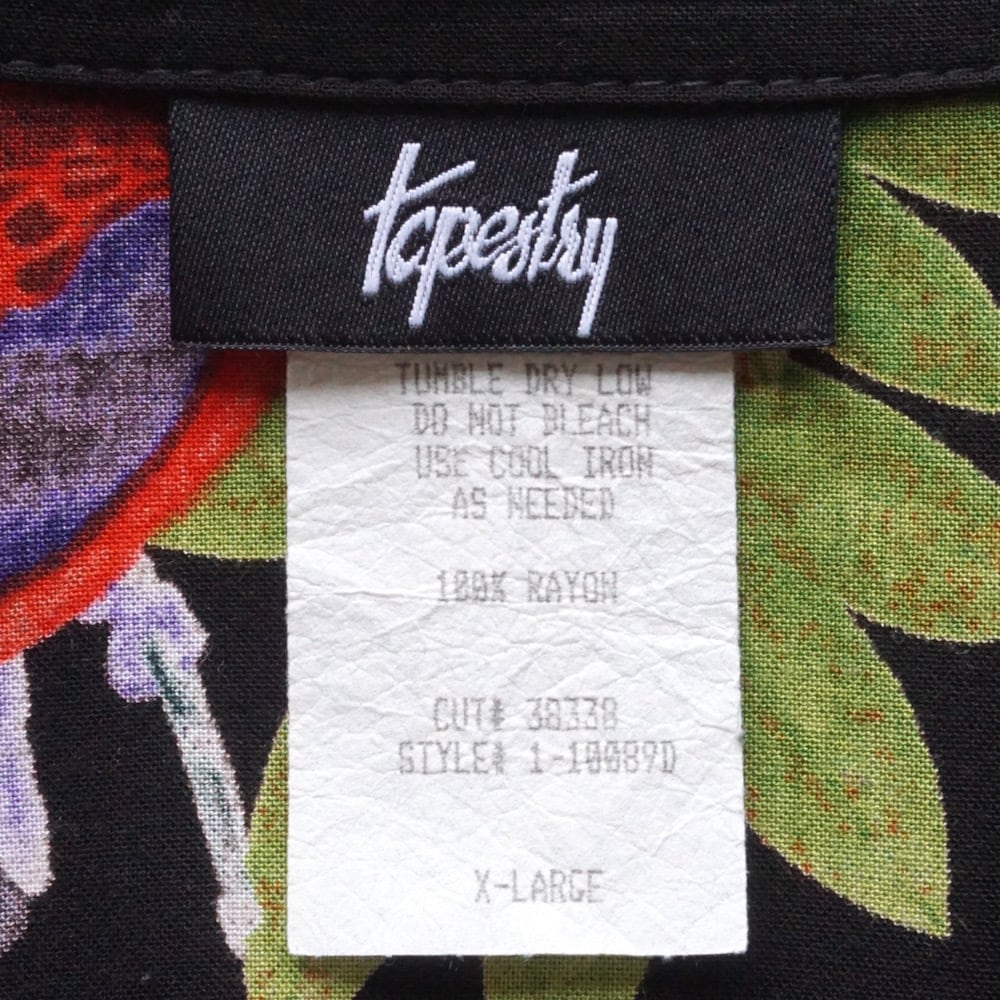 tapestry
TUMBLE DRY LOW
DO NOT BLEACH
USE COOL IRON
AS NEEDED
100% RAYON
CUT# 38338
STYLE# 1-10089D
X-LARGE